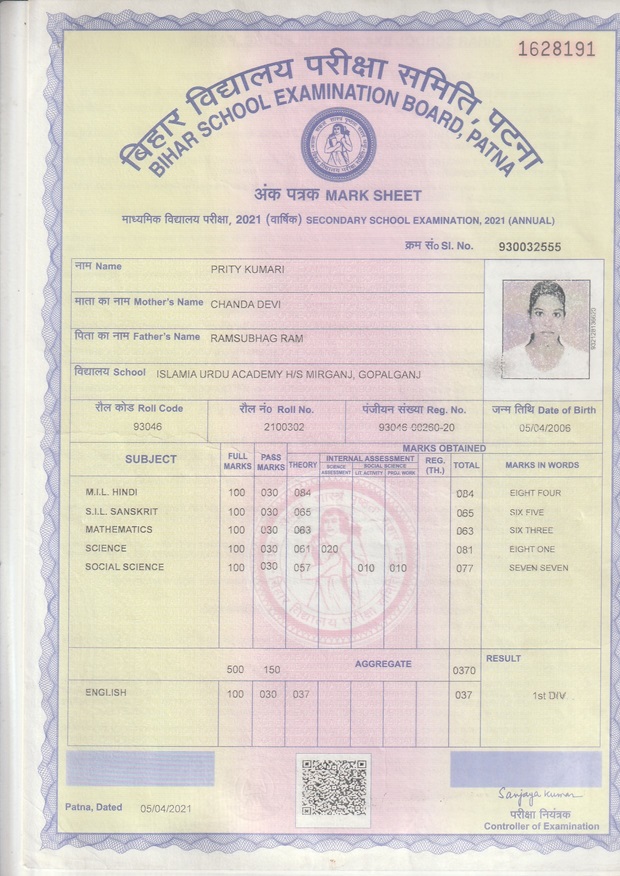 1628191
बिहार विद्यालय परीक्षा समिति, पटना
BIHAR SCHOOL EXAMINATION BOARD, PATNA
अंक पत्रक MARK SHEET
माध्यमिक विद्यालय परीक्षा, 2021 (वार्षिक) SECONDARY SCHOOL EXAMINATION, 2021 (ANNUAL)
क्रम सं० Sl. No. 930032555
नाम Name PRITY KUMARI
माता का नाम Mother's Name CHANDA DEVI
पिता का नाम Father's Name RAMSUBHAG RAM
विद्यालय School ISLAMIA URDU ACADEMY H/S MIRGANJ, GOPALGANJ
रौल कोड Roll Code रौल नं० Roll No. पंजीयन संख्या Reg. No. जन्म तिथि Date of Birth
93046 2100302 93046-00260-20 05/04/2006
SUBJECT FULL MARKS PASS MARKS MARKS OBTAINED
THEORY INTERNAL ASSESSMENT REG. (TH.) TOTAL MARKS IN WORDS
SCIENCE ASSESSMENT SOCIAL SCIENCE
LIT. ACTIVITY PROJ. WORK
M.I.L. HINDI 100 030 084 084 EIGHT FOUR
S.I.L. SANSKRIT 100 030 065 065 SIX FIVE
MATHEMATICS 100 030 063 063 SIX THREE
SCIENCE 100 030 061 020 081 EIGHT ONE
SOCIAL SCIENCE 100 030 057 010 010 077 SEVEN SEVEN
बिहार विद्यालय परीक्षा समिति
500 150 AGGREGATE 0370 RESULT
ENGLISH 100 030 037 037 1st DIV.
Patna, Dated 05/04/2021
Sanjaya Kumar
परीक्षा नियंत्रक
Controller of Examination